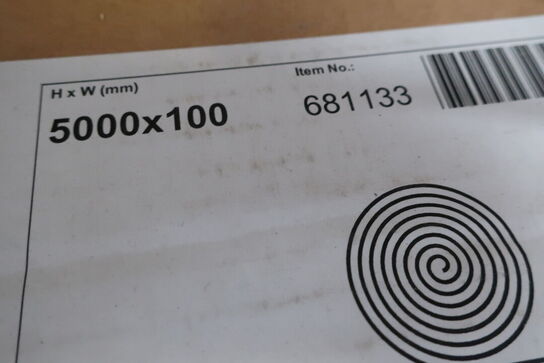 H x W (mm)
5000x100
Item No.:
681133